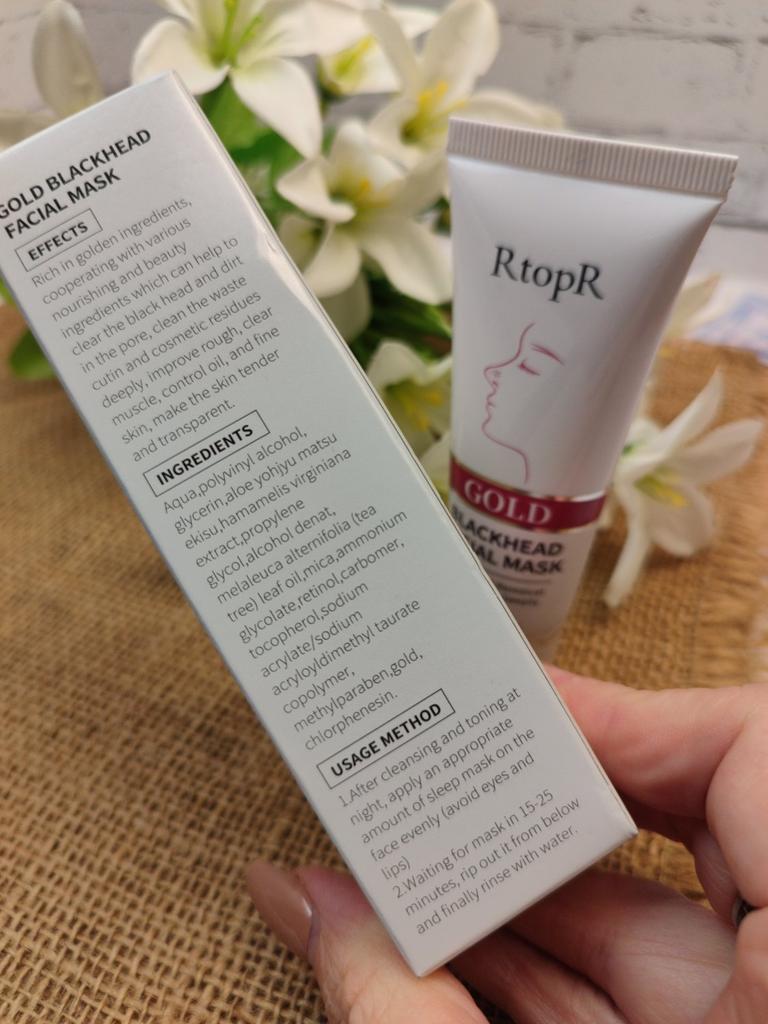 GOLD BLACKHEAD
FACIAL MASK
EFFECTS
Rich in golden ingredients,
cooperating with various
nourishing and beauty
ingredients which can help to
clear the black head and dirt
in the pore, clean the waste
cutin and cosmetic residues
deeply, improve rough, clear
muscle, control oil, and fine
skin, make the skin tender
and transparent.
INGREDIENTS
Aqua,polyvinyl alcohol,
glycerin,aloe yohjyu matsu
ekisu,hamamelis virginiana
extract,propylene
glycol,alcohol denat,
melaleuca alternifolia (tea
tree) leaf oil,mica,ammonium
glycolate,retinol,carbomer,
tocopherol,sodium
acrylate/sodium
acryloyldimethyl taurate
copolymer,
methylparaben,gold,
chlorphenesin.
USAGE METHOD
1.After cleansing and toning at
night, apply an appropriate
amount of sleep mask on the
face evenly (avoid eyes and
lips)
2.Waiting for mask in 15-25
minutes, rip out it from below
and finally rinse with water.
RtopR
GOLD
BLACKHEAD
MASK